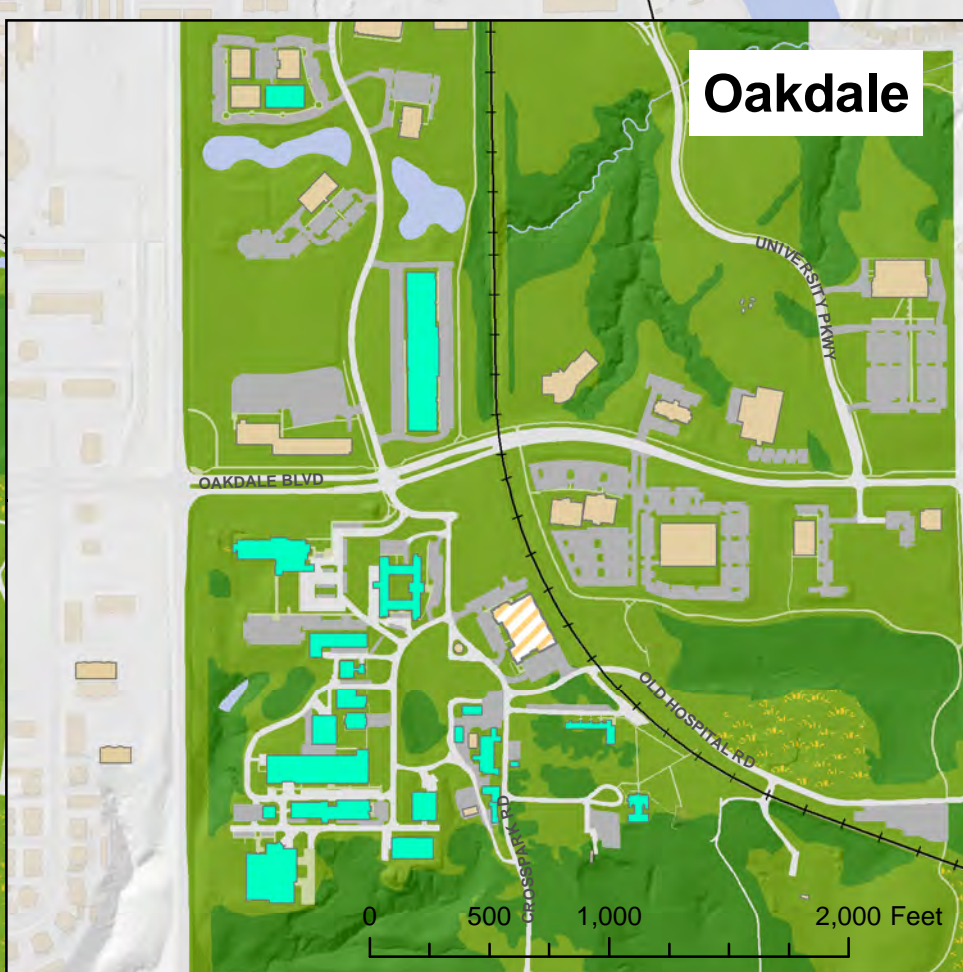 Oakdale
UNIVERSITY PKWY
OAKDALE BLVD
OLD HOSPITAL RD
CROSSPARK RD
0 500 1,000 2,000 Feet